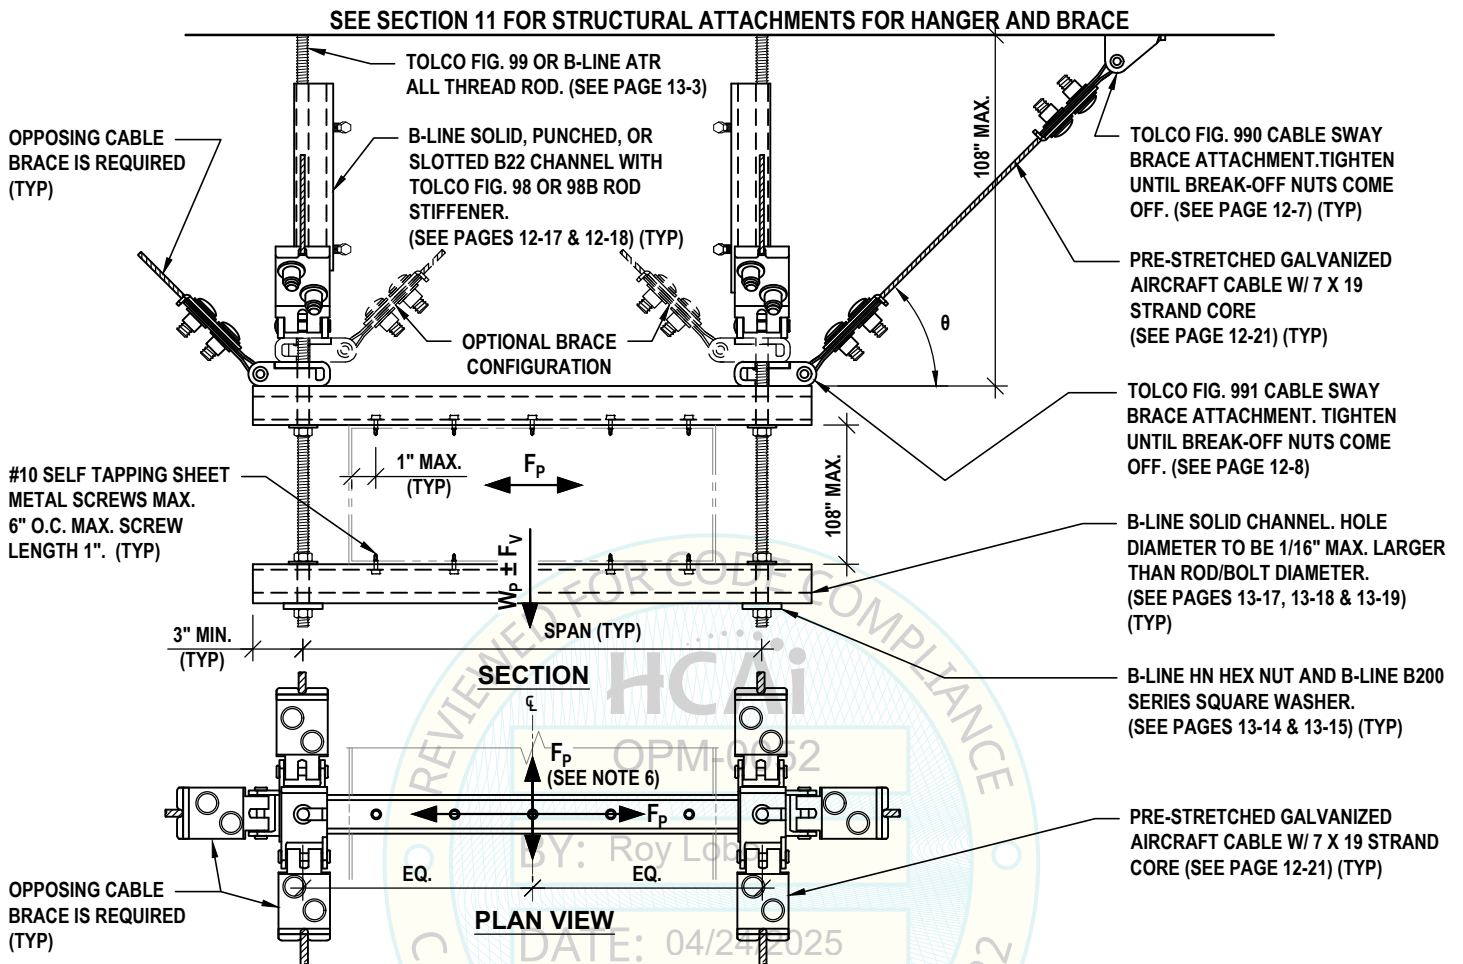 SEE SECTION 11 FOR STRUCTURAL ATTACHMENTS FOR HANGER AND BRACE
TOLCO FIG. 99 OR B-LINE ATR
ALL THREAD ROD. (SEE PAGE 13-3)
B-LINE SOLID, PUNCHED, OR
SLOTTED B22 CHANNEL WITH
TOLCO FIG. 98 OR 98B ROD
STIFFENER.
(SEE PAGES 12-17 & 12-18) (TYP)
OPPOSING CABLE
BRACE IS REQUIRED
(TYP)
OPTIONAL BRACE
CONFIGURATION
108" MAX.
θ
TOLCO FIG. 990 CABLE SWAY
BRACE ATTACHMENT.TIGHTEN
UNTIL BREAK-OFF NUTS COME
OFF. (SEE PAGE 12-7) (TYP)
PRE-STRETCHED GALVANIZED
AIRCRAFT CABLE W/ 7 X 19
STRAND CORE
(SEE PAGE 12-21) (TYP)
TOLCO FIG. 991 CABLE SWAY
BRACE ATTACHMENT. TIGHTEN
UNTIL BREAK-OFF NUTS COME
OFF. (SEE PAGE 12-8)
#10 SELF TAPPING SHEET
METAL SCREWS MAX.
6" O.C. MAX. SCREW
LENGTH 1". (TYP)
1" MAX.
(TYP)
FP
108" MAX.
WP ± FV
B-LINE SOLID CHANNEL. HOLE
DIAMETER TO BE 1/16" MAX. LARGER
THAN ROD/BOLT DIAMETER.
(SEE PAGES 13-17, 13-18 & 13-19)
(TYP)
3" MIN.
(TYP)
SPAN (TYP)
SECTION
B-LINE HN HEX NUT AND B-LINE B200
SERIES SQUARE WASHER.
(SEE PAGES 13-14 & 13-15) (TYP)
℄
FP
(SEE NOTE 6)
FP
EQ.
EQ.
PLAN VIEW
OPPOSING CABLE
BRACE IS REQUIRED
(TYP)
PRE-STRETCHED GALVANIZED
AIRCRAFT CABLE W/ 7 X 19 STRAND
CORE (SEE PAGE 12-21) (TYP)
REVIEWED FOR CODE COMPLIANCE
HCAi
OPM-0052
BY: Roy Lobo
DATE: 04/24/2025